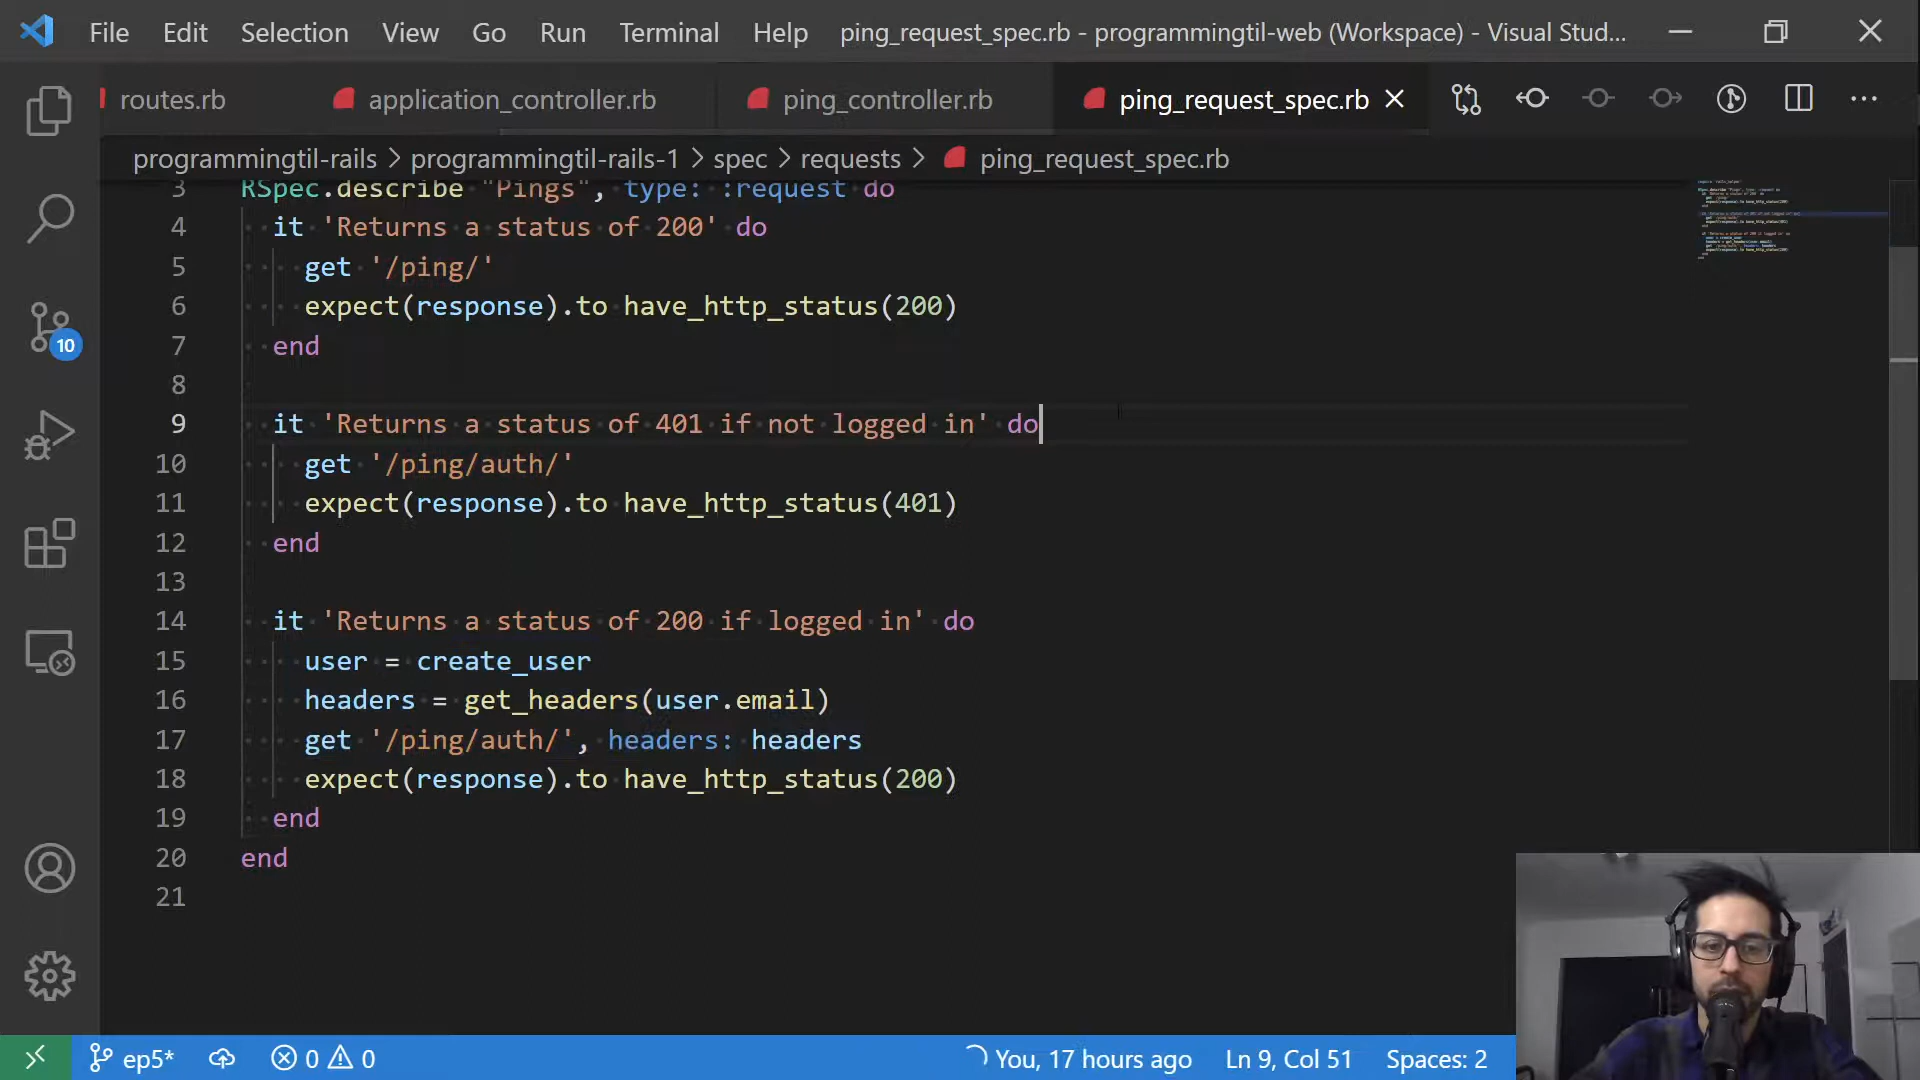 File Edit Selection View Go Run Terminal Help ping_request_spec.rb - programmingtil-web (Workspace) - Visual Stud...
routes.rb application_controller.rb ping_controller.rb ping_request_spec.rb
programmingtil-rails > programmingtil-rails-1 > spec > requests > ping_request_spec.rb
3 RSpec.describe "Pings", type: :request do
4 it 'Returns a status of 200' do
5 get '/ping/'
6 expect(response).to have_http_status(200)
7 end
8
9 it 'Returns a status of 401 if not logged in' do
10 get '/ping/auth/'
11 expect(response).to have_http_status(401)
12 end
13
14 it 'Returns a status of 200 if logged in' do
15 user = create_user
16 headers = get_headers(user.email)
17 get '/ping/auth/', headers: headers
18 expect(response).to have_http_status(200)
19 end
20 end
21
10
ep5* 0 0 You, 17 hours ago Ln 9, Col 51 Spaces: 2